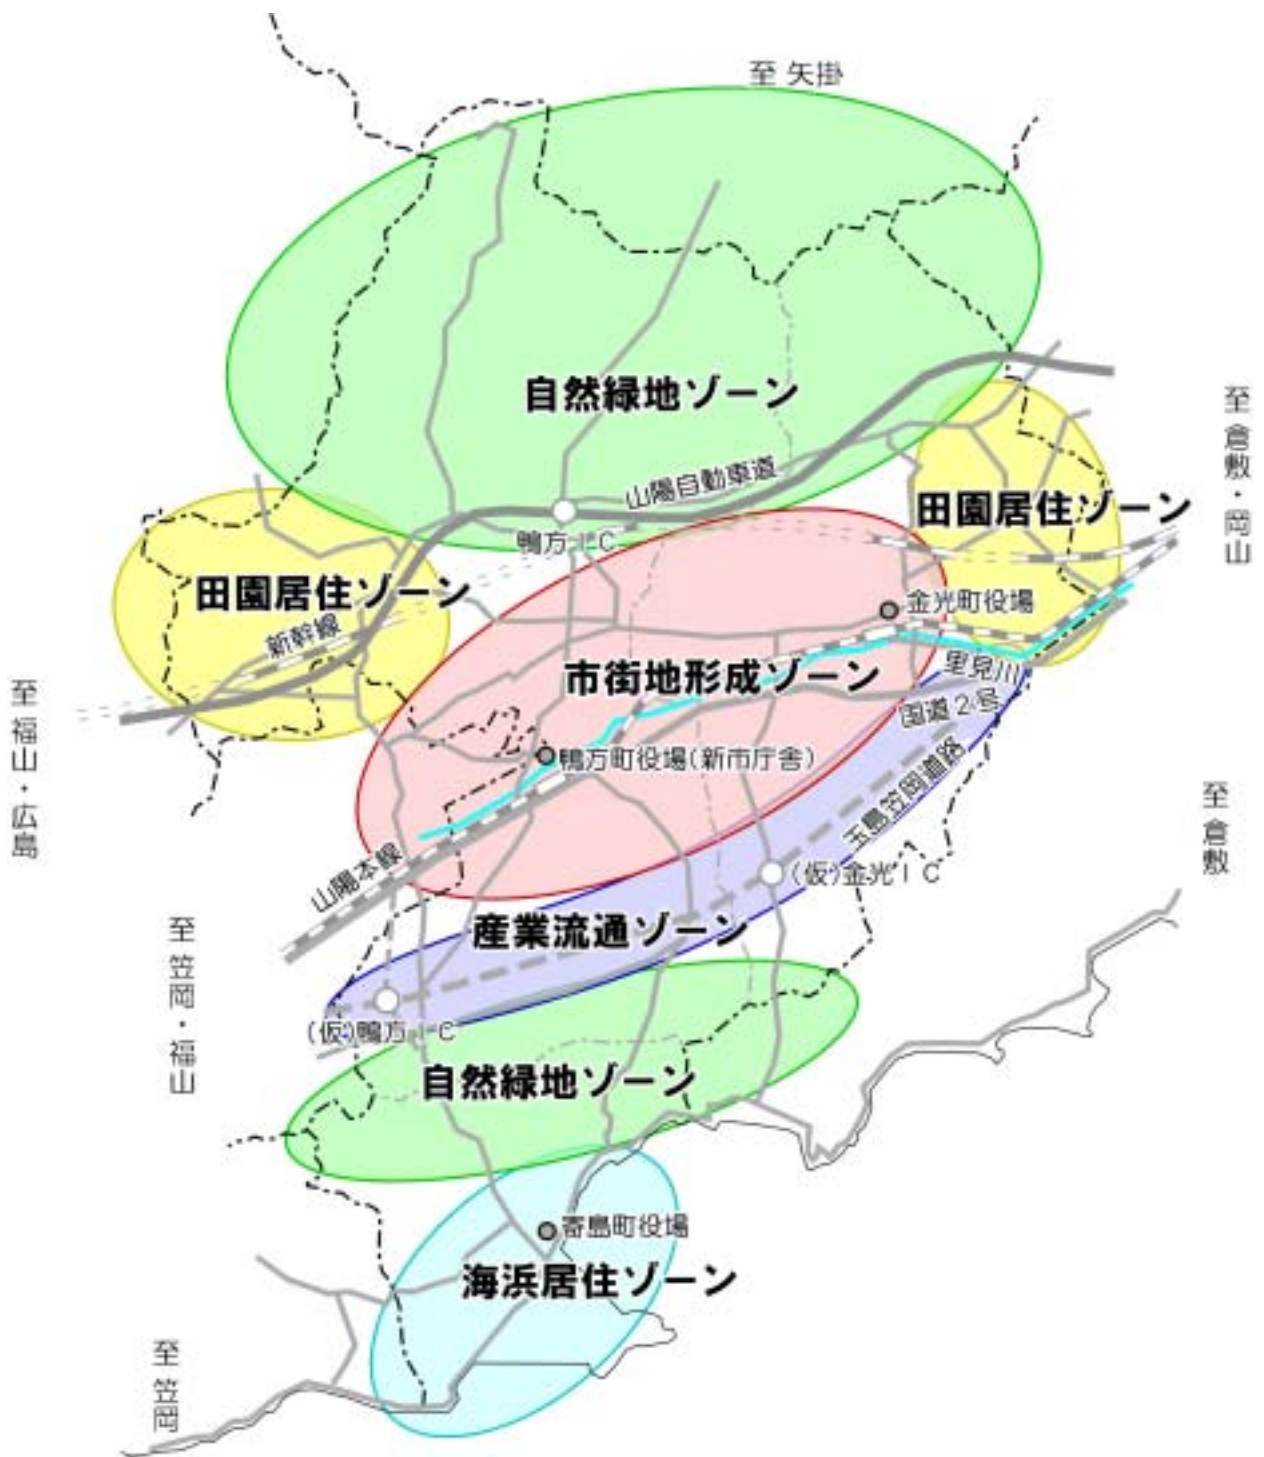 至 矢掛
自然緑地ゾーン
至 倉敷・岡山
山陽自動車道
田園居住ゾーン
鴨方IC
田園居住ゾーン
新幹線
金光町役場
市街地形成ゾーン
里見川
国道2号
至 福山・広島
鴨方町役場(新市庁舎)
玉島笠岡道路
至 倉敷
山陽本線
(仮)金光IC
産業流通ゾーン
至 笠岡・福山
(仮)鴨方IC
自然緑地ゾーン
寄島町役場
海浜居住ゾーン
至 笠岡